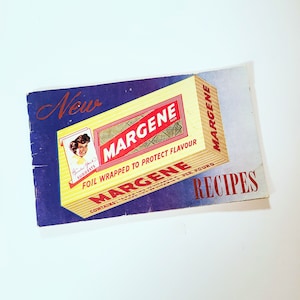 New
MARGENE
MARGENE
FOIL WRAPPED TO PROTECT FLAVOUR
MARGENE
RECIPES